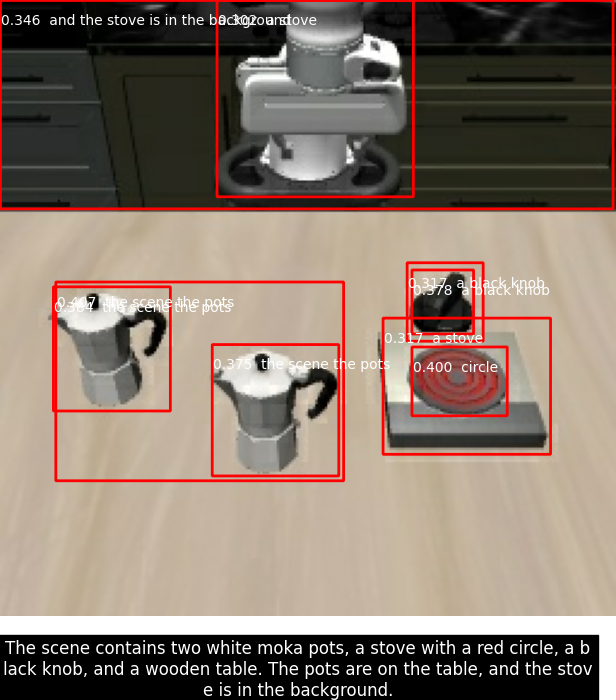 0.346 and the stove is in the background
0.302 a stove
0.317 a black knob
0.378 a black knob
0.407 the scene the pots
0.384 the scene the pots
0.317 a stove
0.375 the scene the pots
0.400 circle
The scene contains two white moka pots, a stove with a red circle, a b
lack knob, and a wooden table. The pots are on the table, and the stov
e is in the background.